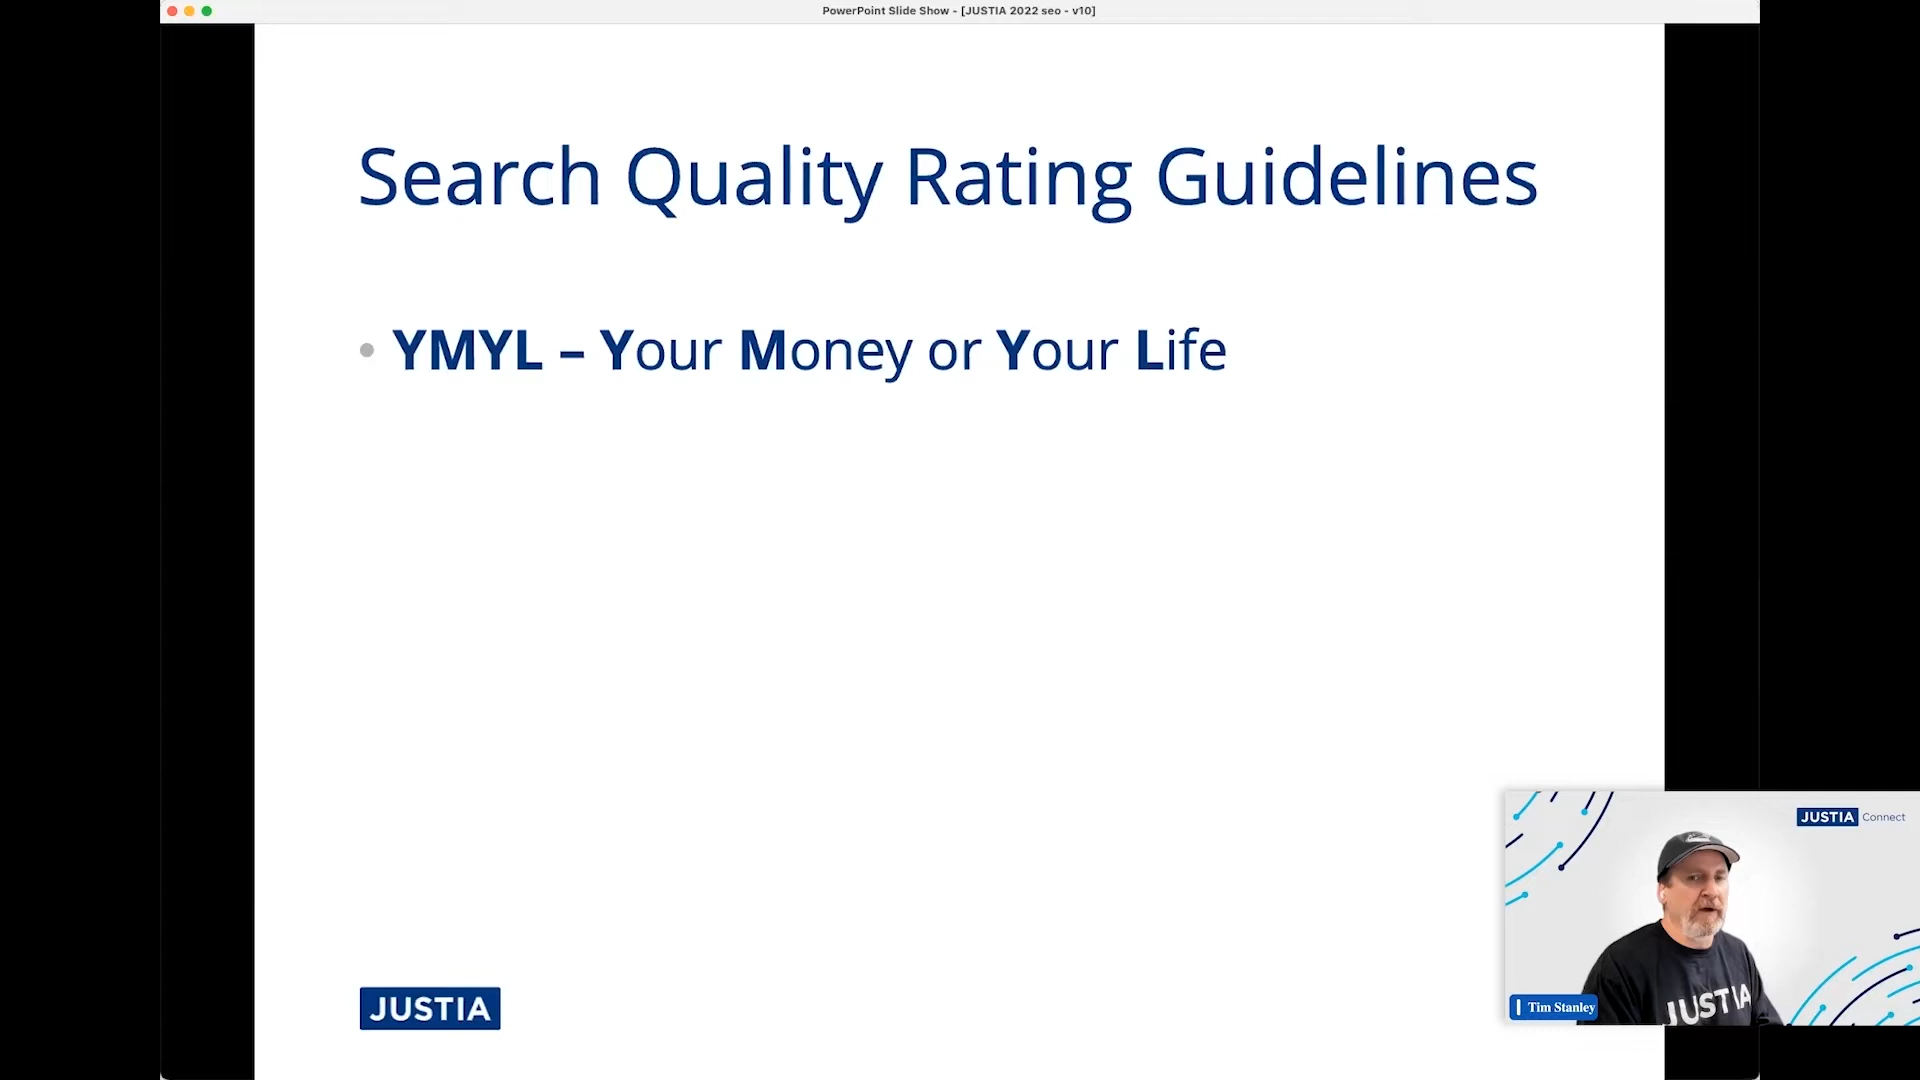 PowerPoint Slide Show - [JUSTIA 2022 seo - v10]
Search Quality Rating Guidelines
• YMYL – Your Money or Your Life
JUSTIA Connect
JUSTIA
Tim Stanley
JUSTIA